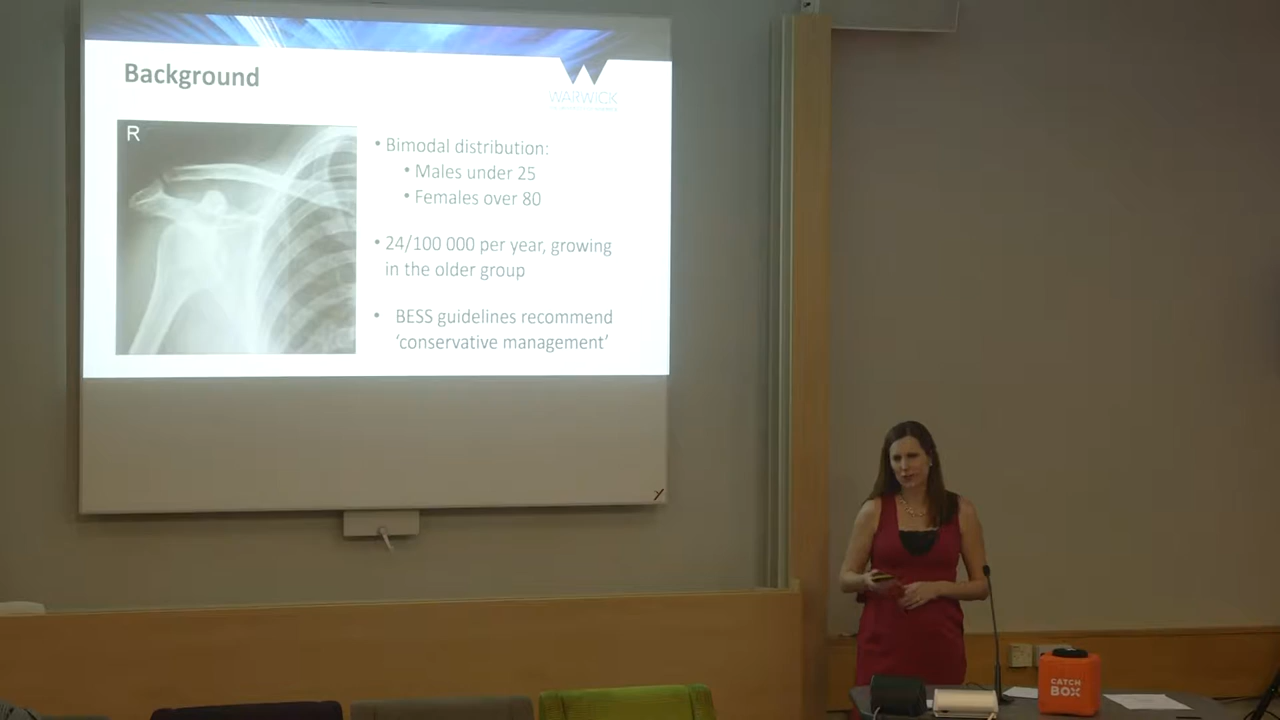 Background
WARWICK
R
• Bimodal distribution:
• Males under 25
• Females over 80
• 24/100 000 per year, growing
in the older group
• BESS guidelines recommend
‘conservative management’
CATCH
BOX